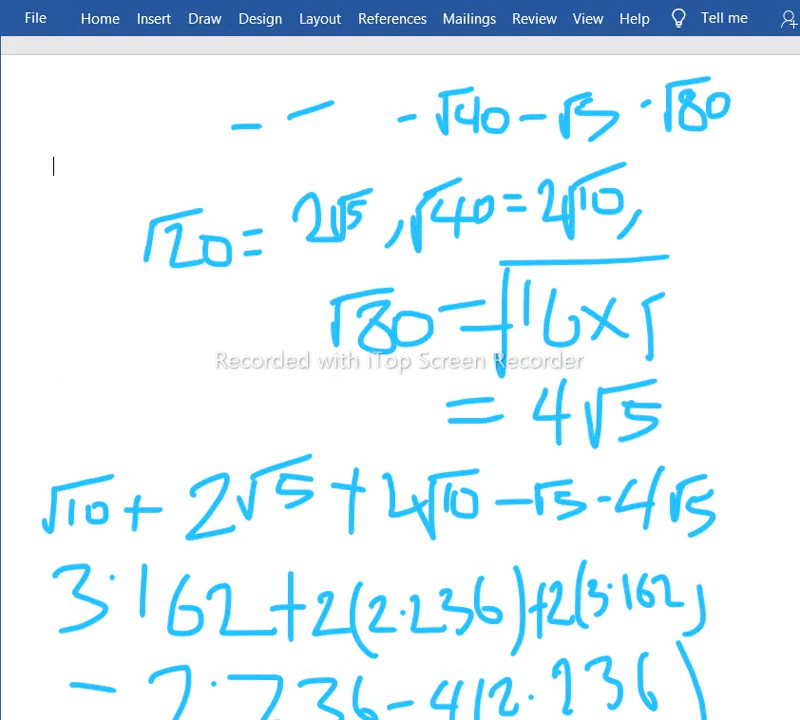 File Home Insert Draw Design Layout References Mailings Review View Help Tell me
- √40 - √5 - √80
√20 = 2√5 , √40 = 2√10,
√80 = √16×5
Recorded with iTop Screen Recorder
= 4√5
√10 + 2√5 + 2√10 - √5 - 4√5
3.162 + 2(2.236) + 2(3.162)
- 2.236 - 4(2.236)